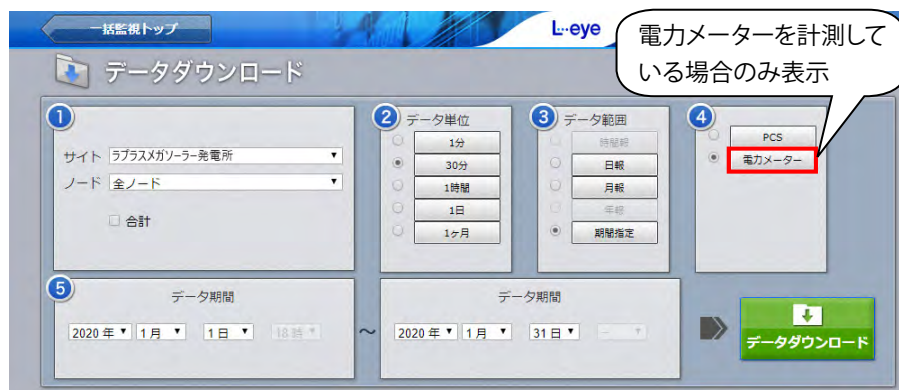 一括監視トップ
L・eye
電力メーターを計測して
いる場合のみ表示
データダウンロード
1
サイト ラプラスメガソーラー発電所
ノード 全ノード
合計
2 データ単位
1分
30分
1時間
1日
1ヶ月
3 データ範囲
時間報
日報
月報
年報
期間指定
4
PCS
電力メーター
5
データ期間
2020 年 1 月 1 日 18 時
～
データ期間
2020 年 1 月 31 日 -
データダウンロード